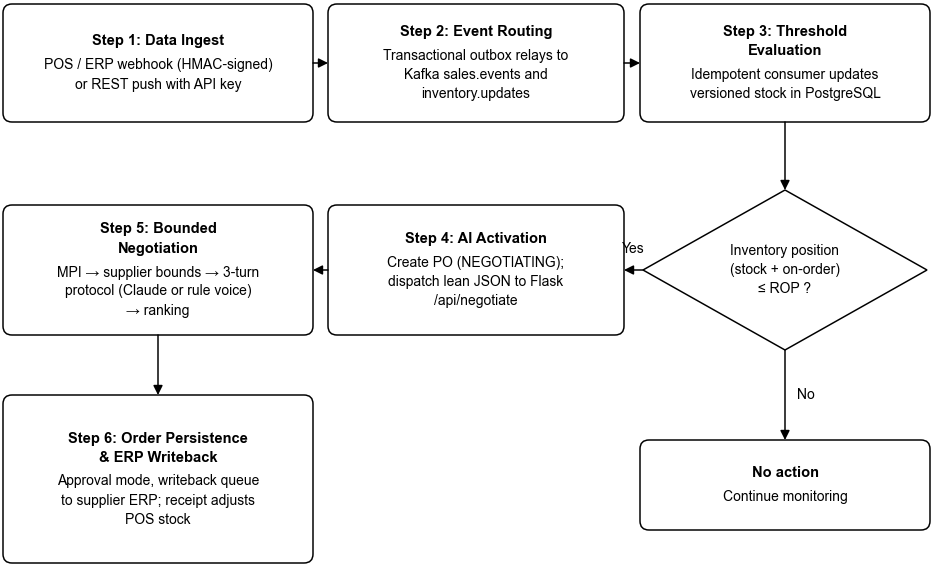 Step 1: Data Ingest
POS / ERP webhook (HMAC-signed)
or REST push with API key
Step 2: Event Routing
Transactional outbox relays to
Kafka sales.events and
inventory.updates
Step 3: Threshold
Evaluation
Idempotent consumer updates
versioned stock in PostgreSQL
Inventory position
(stock + on-order)
≤ ROP ?
Yes
Step 4: AI Activation
Create PO (NEGOTIATING);
dispatch lean JSON to Flask
/api/negotiate
Step 5: Bounded
Negotiation
MPI → supplier bounds → 3-turn
protocol (Claude or rule voice)
→ ranking
Step 6: Order Persistence
& ERP Writeback
Approval mode, writeback queue
to supplier ERP; receipt adjusts
POS stock
No
No action
Continue monitoring